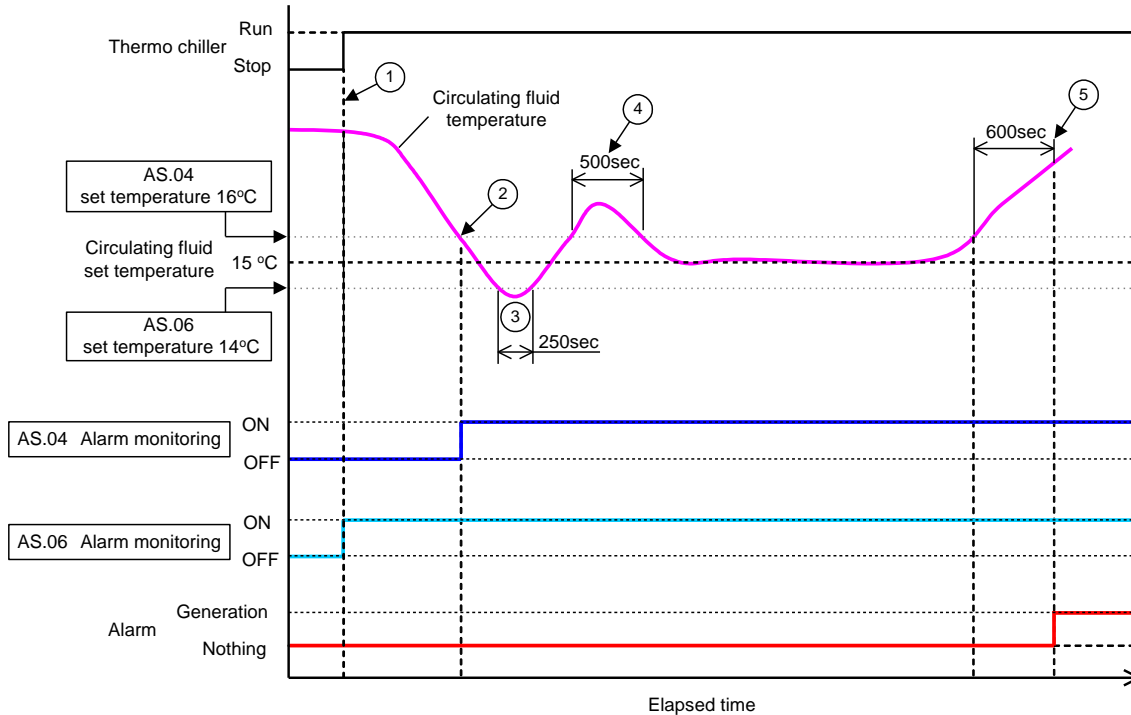 Run
Thermo chiller
Stop
1
Circulating fluid
temperature
4
5
500sec
600sec
AS.04
set temperature 16°C
2
Circulating fluid
set temperature
15 °C
AS.06
set temperature 14°C
3
250sec
ON
AS.04 Alarm monitoring
OFF
ON
AS.06 Alarm monitoring
OFF
Generation
Alarm
Nothing
Elapsed time